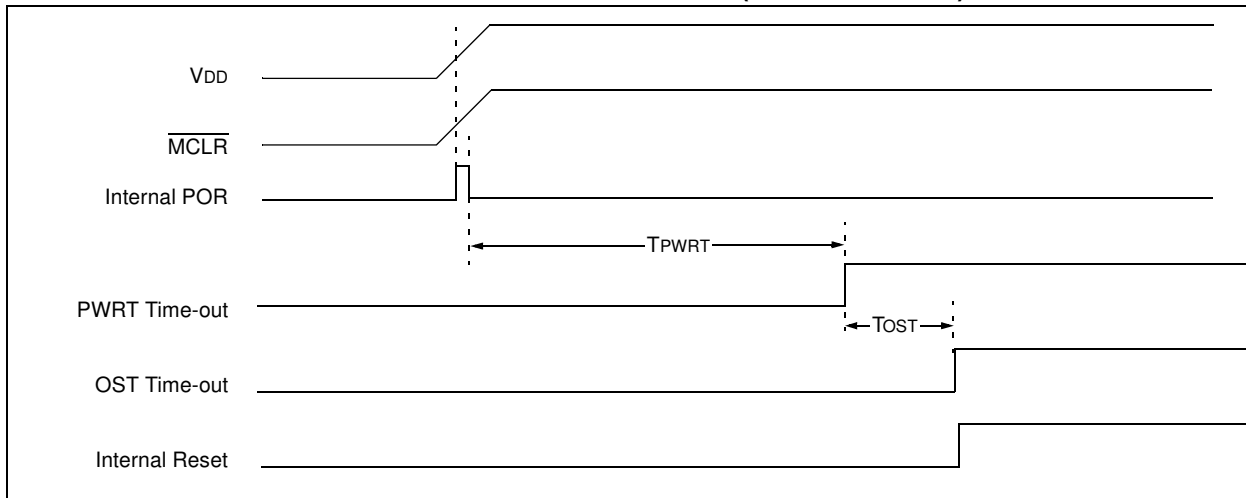 VDD
MCLR
Internal POR
TPWRT
PWRT Time-out
TOST
OST Time-out
Internal Reset